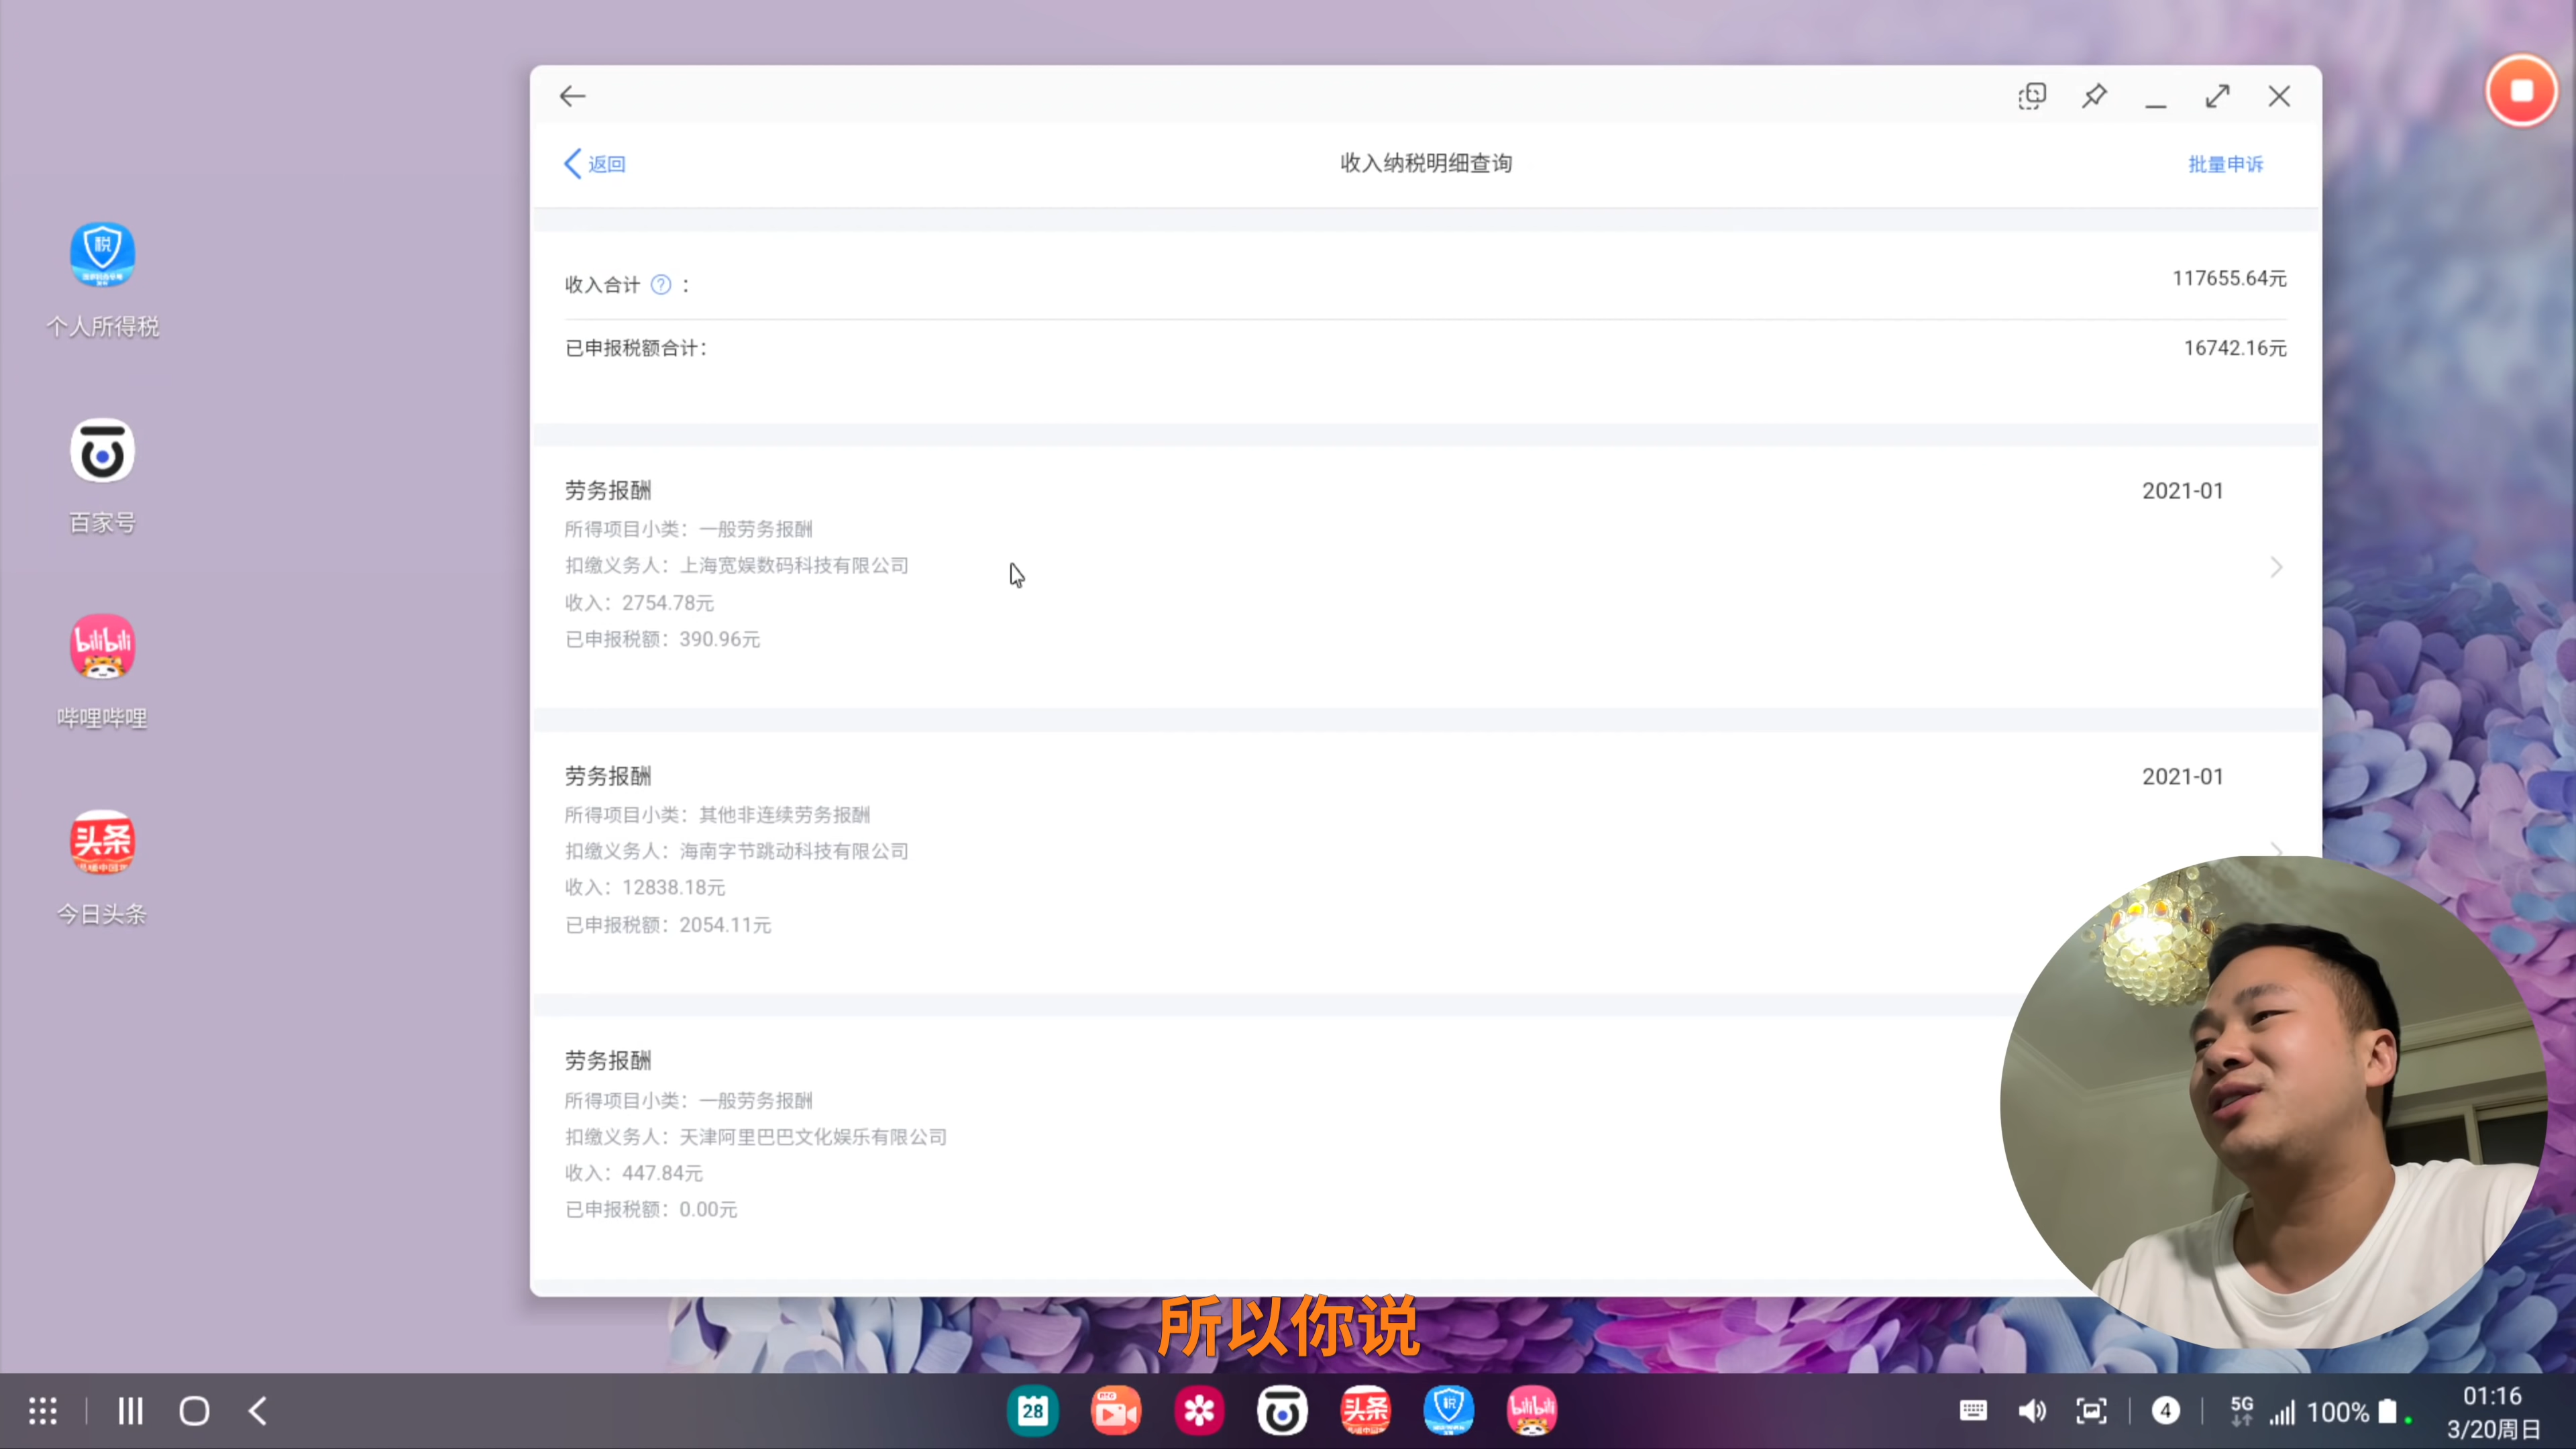 返回
收入纳税明细查询
批量申诉
收入合计 ? :
117655.64元
已申报税额合计:
16742.16元
劳务报酬
2021-01
所得项目小类: 一般劳务报酬
扣缴义务人: 上海宽娱数码科技有限公司
收入: 2754.78元
已申报税额: 390.96元
劳务报酬
2021-01
所得项目小类: 其他非连续劳务报酬
扣缴义务人: 海南字节跳动科技有限公司
收入: 12838.18元
已申报税额: 2054.11元
劳务报酬
所得项目小类: 一般劳务报酬
扣缴义务人: 天津阿里巴巴文化娱乐有限公司
收入: 447.84元
已申报税额: 0.00元
税
个人所得税
百家号
bilibili
哔哩哔哩
头条
今日头条
所以你说
28
REC
头条
税
bilibili
4
5G
100%
01:16
3/20周日